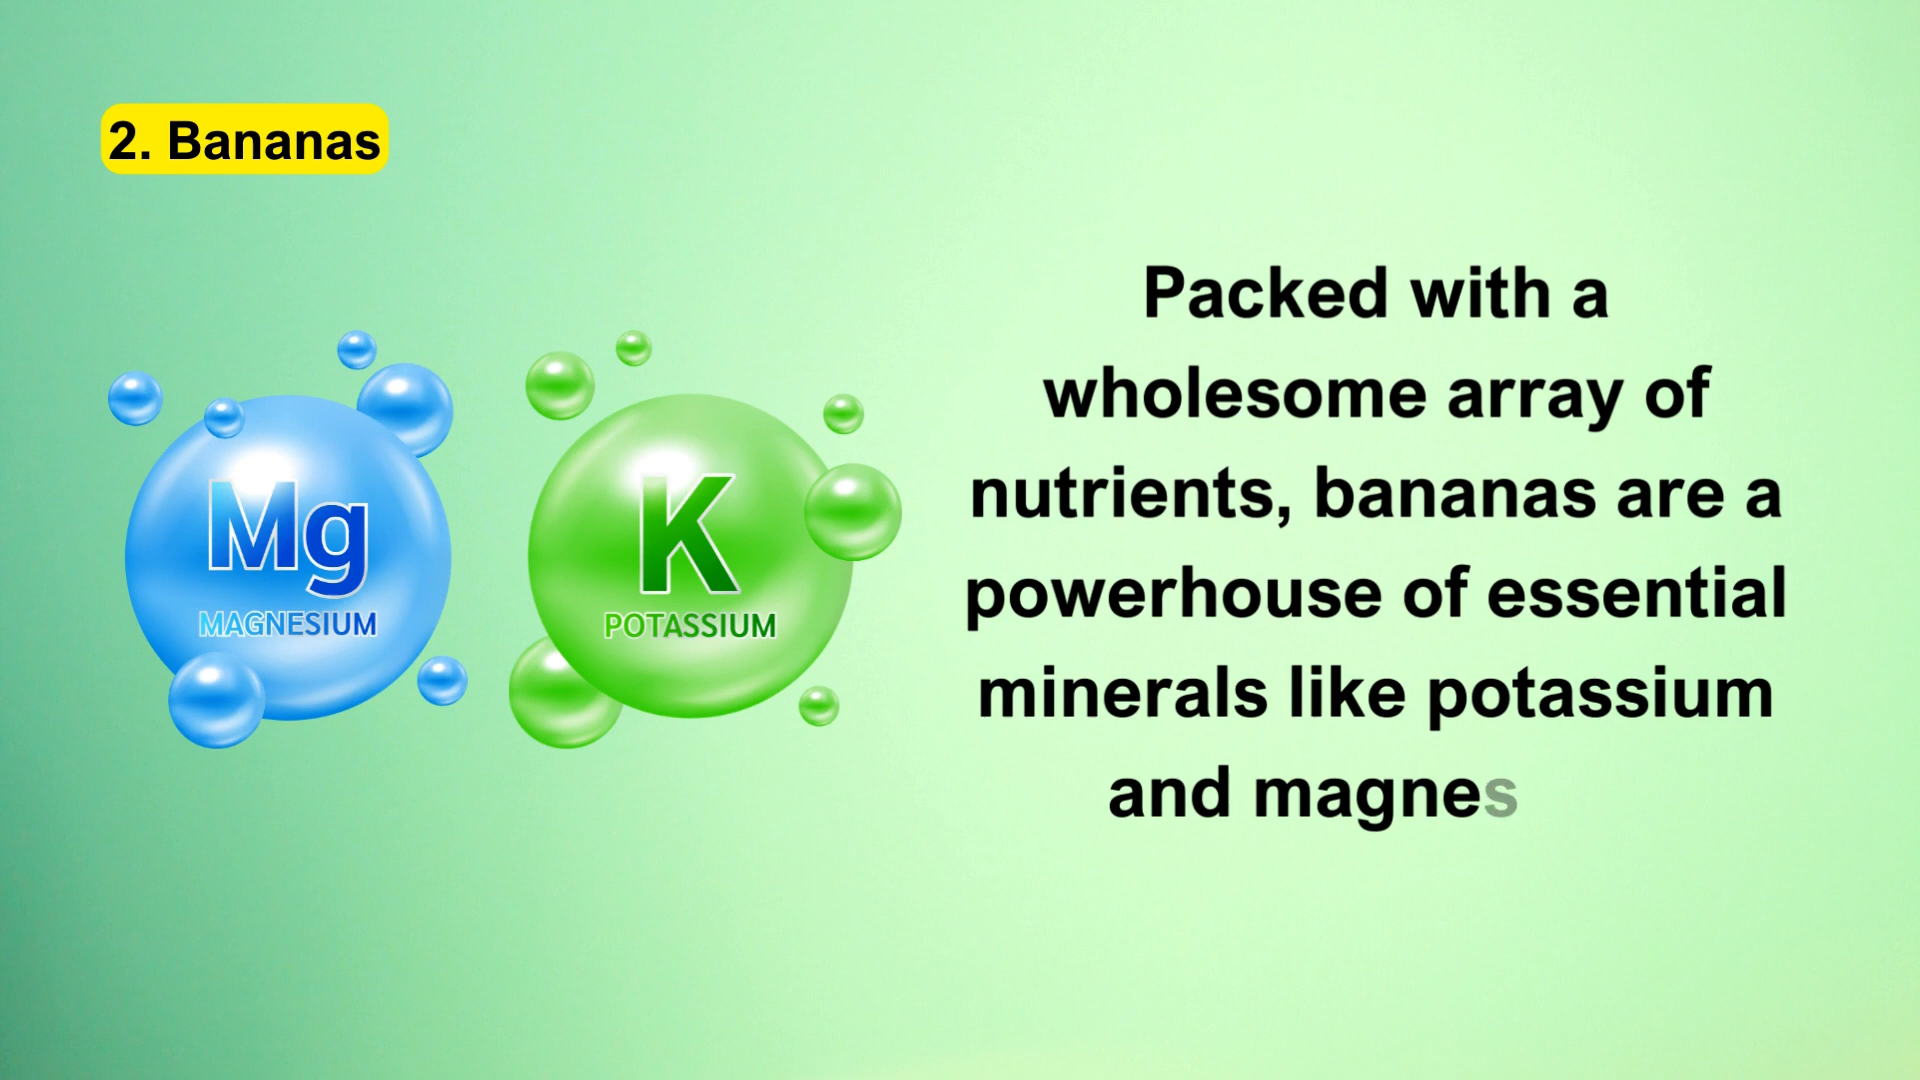 2. Bananas
Mg
MAGNESIUM
K
POTASSIUM
Packed with a
wholesome array of
nutrients, bananas are a
powerhouse of essential
minerals like potassium
and magnes